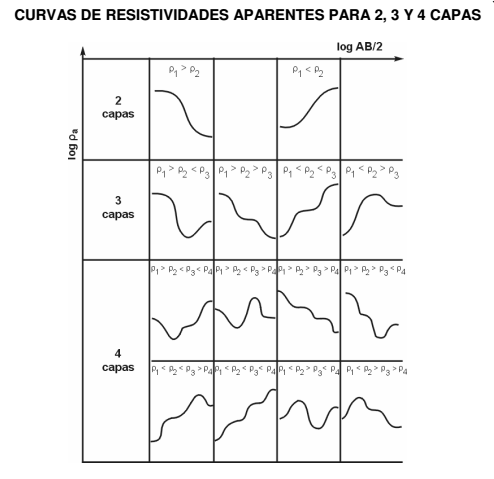 CURVAS DE RESISTIVIDADES APARENTES PARA 2, 3 Y 4 CAPAS
log AB/2
log ρa
2
capas
ρ1 > ρ2
ρ1 < ρ2
3
capas
ρ1 > ρ2 < ρ3
ρ1 > ρ2 > ρ3
ρ1 < ρ2 < ρ3
ρ1 < ρ2 > ρ3
4
capas
ρ1 > ρ2 < ρ3 < ρ4
ρ1 > ρ2 < ρ3 > ρ4
ρ1 > ρ2 > ρ3 > ρ4
ρ1 > ρ2 > ρ3 < ρ4
ρ1 < ρ2 < ρ3 > ρ4
ρ1 < ρ2 < ρ3 < ρ4
ρ1 < ρ2 > ρ3 < ρ4
ρ1 < ρ2 > ρ3 > ρ4